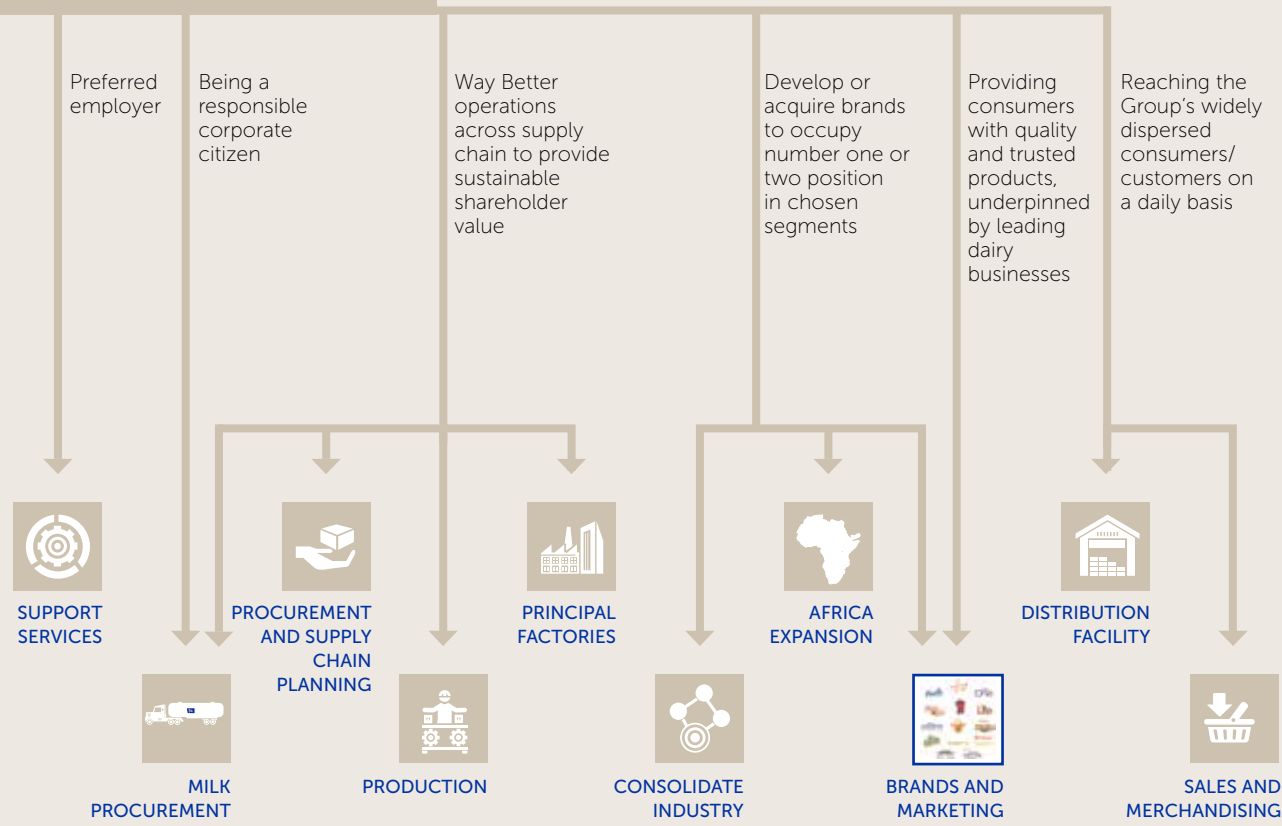 Preferred
employer
Being a
responsible
corporate
citizen
Way Better
operations
across supply
chain to provide
sustainable
shareholder
value
Develop or
acquire brands
to occupy
number one or
two position
in chosen
segments
Providing
consumers
with quality
and trusted
products,
underpinned
by leading
dairy
businesses
Reaching the
Group’s widely
dispersed
consumers/
customers on
a daily basis
SUPPORT
SERVICES
PROCUREMENT
AND SUPPLY
CHAIN
PLANNING
PRINCIPAL
FACTORIES
AFRICA
EXPANSION
DISTRIBUTION
FACILITY
MILK
PROCUREMENT
PRODUCTION
CONSOLIDATE
INDUSTRY
BRANDS AND
MARKETING
SALES AND
MERCHANDISING